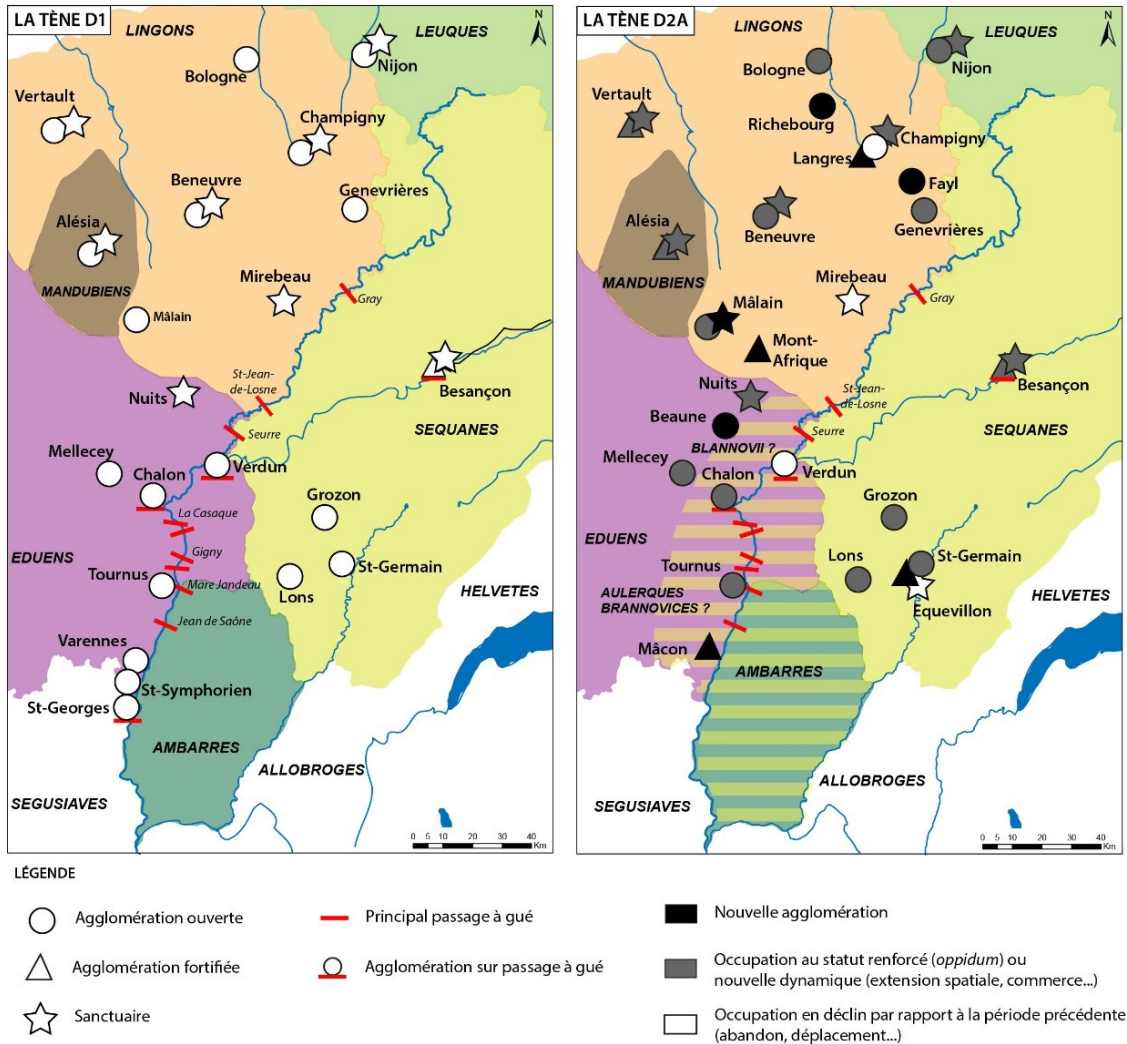 LA TÈNE D1
LINGONS
LEUQUES
N
Bologne
Nijon
Vertault
Champigny
Beneuvre
Genevrières
Alésia
MANDUBIENS
Mirebeau
Gray
Mâlain
St-Jean-
de-Losne
Besançon
Nuits
Seurre
SEQUANES
Mellecey
Verdun
Chalon
Grozon
La Casaque
EDUENS
Gigny
St-Germain
Tournus
Mare Jandeau
Lons
HELVETES
Jean de Saône
Varennes
St-Symphorien
St-Georges
AMBARRES
ALLOBROGES
SEGUSIAVES
0 5 10 20 30 40
Km
LA TÈNE D2A
LINGONS
LEUQUES
N
Bologne
Nijon
Vertault
Richebourg
Champigny
Langres
Fayl
Alésia
Beneuvre
Genevrières
MANDUBIENS
Mirebeau
Gray
Mâlain
Mont-
Afrique
Nuits
St-Jean-
de-Losne
Besançon
Beaune
Seurre
SEQUANES
BLANNOVII ?
Mellecey
Chalon
Verdun
Grozon
EDUENS
Lons
St-Germain
Tournus
AULERQUES
BRANNOVICES ?
Equevillon
HELVETES
Mâcon
AMBARRES
ALLOBROGES
SEGUSIAVES
0 5 10 20 30 40
Km
LÉGENDE
Agglomération ouverte
Agglomération fortifiée
Sanctuaire
Principal passage à gué
Agglomération sur passage à gué
Nouvelle agglomération
Occupation au statut renforcé (oppidum) ou
nouvelle dynamique (extension spatiale, commerce...)
Occupation en déclin par rapport à la période précédente
(abandon, déplacement...)